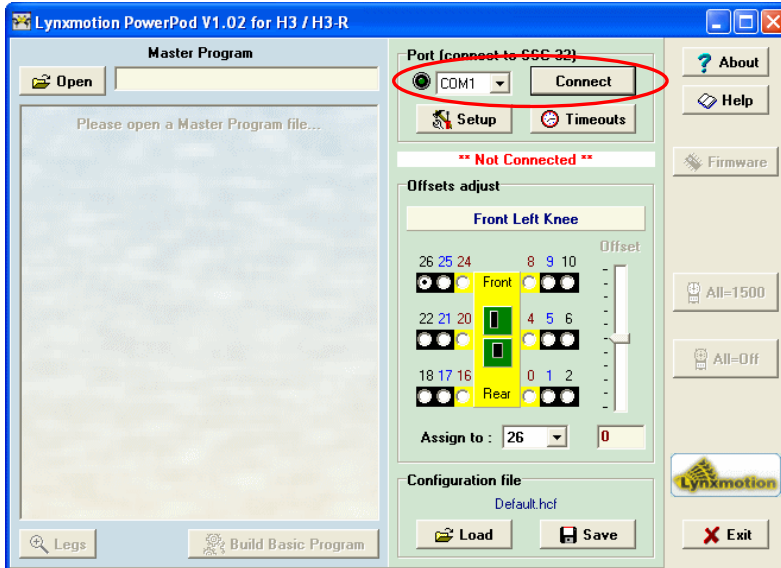 Lynxmotion PowerPod V1.02 for H3 / H3-R
Master Program
Open
Please open a Master Program file...
Legs
Build Basic Program
Port (connect to SSC-32)
COM1
Connect
Setup
Timeouts
** Not Connected **
Offsets adjust
Front Left Knee
Offset
26 25 24 8 9 10
Front
22 21 20 4 5 6
18 17 16 0 1 2
Rear
Assign to : 26 0
Configuration file
Default.hcf
Load
Save
About
Help
Firmware
All=1500
All=Off
Lynxmotion
Exit